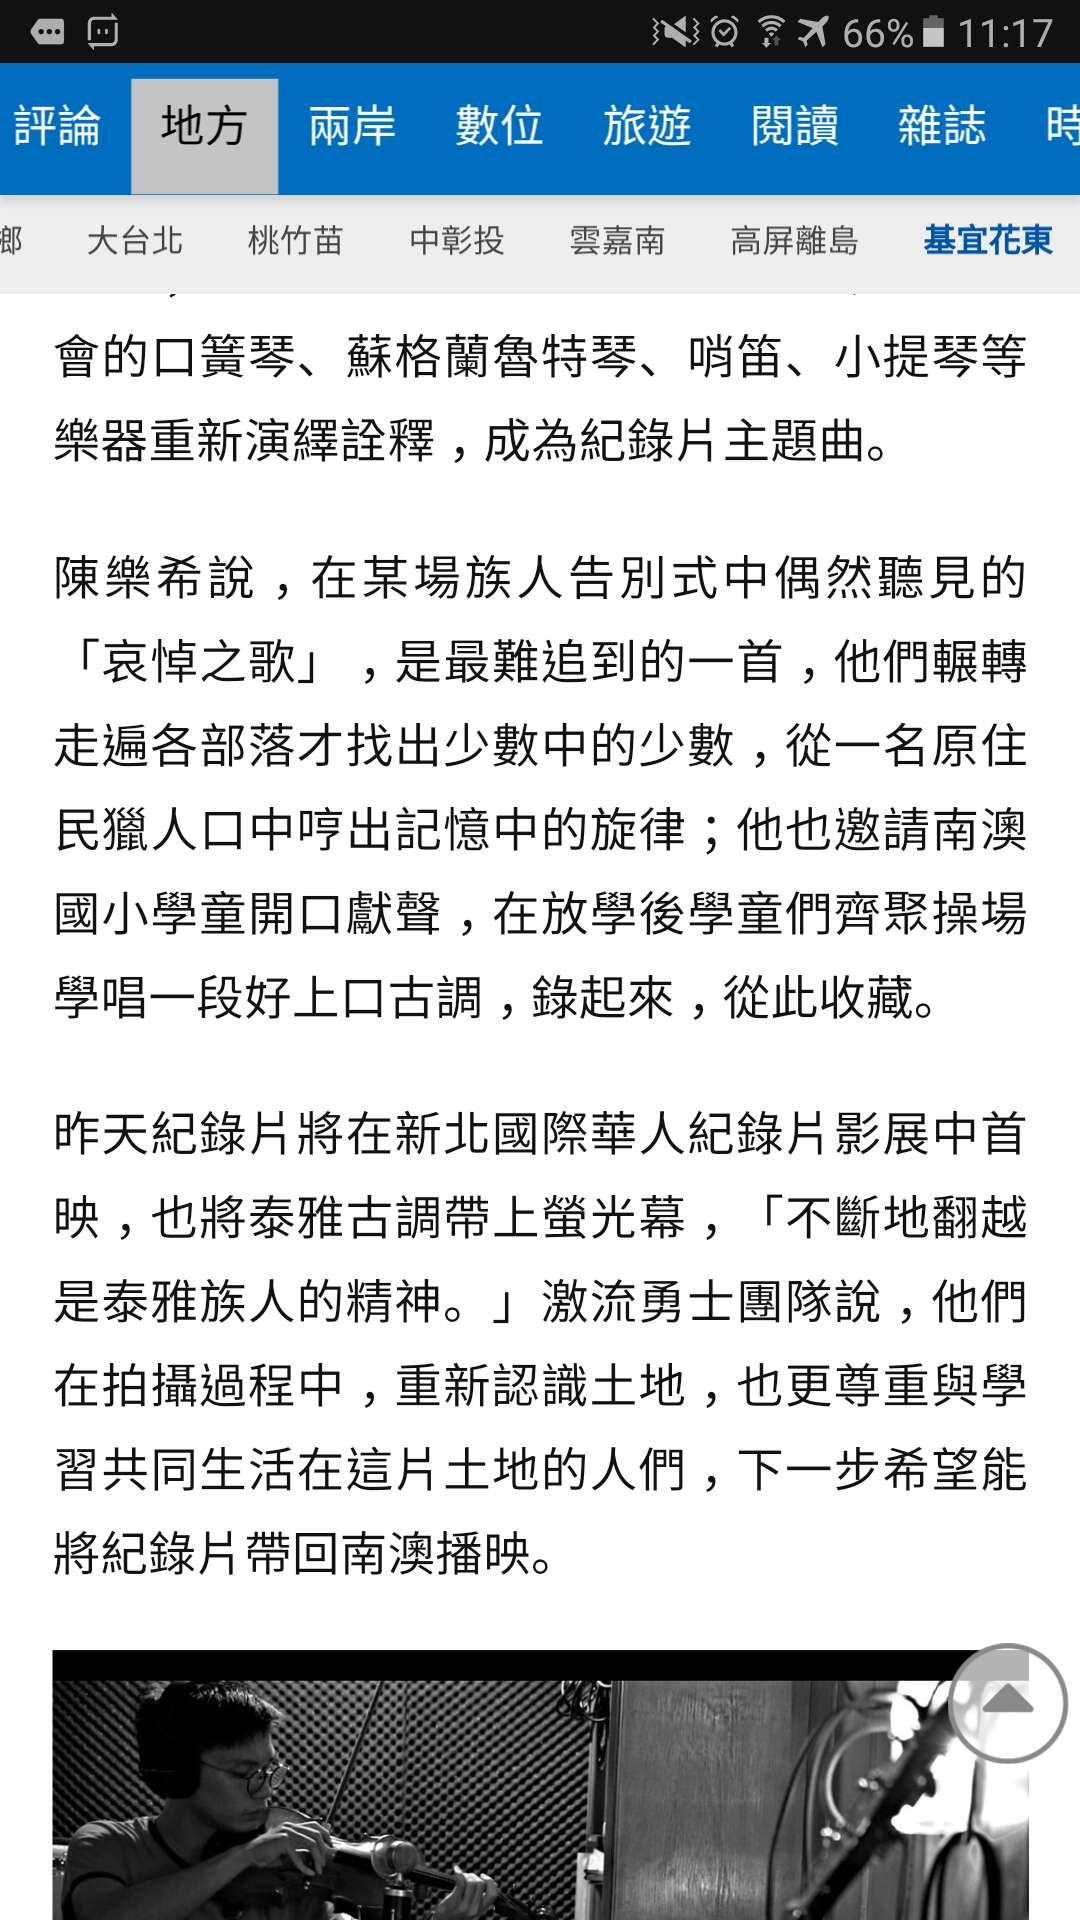 66% 11:17
評論 地方 兩岸 數位 旅遊 閱讀 雜誌 時
鄉 大台北 桃竹苗 中彰投 雲嘉南 高屏離島 基宜花東
會的口簧琴、蘇格蘭魯特琴、哨笛、小提琴等
樂器重新演繹詮釋，成為紀錄片主題曲。
陳樂希說，在某場族人告別式中偶然聽見的
「哀悼之歌」，是最難追到的一首，他們輾轉
走遍各部落才找出少數中的少數，從一名原住
民獵人口中哼出記憶中的旋律；他也邀請南澳
國小學童開口獻聲，在放學後學童們齊聚操場
學唱一段好上口古調，錄起來，從此收藏。
昨天紀錄片將在新北國際華人紀錄片影展中首
映，也將泰雅古調帶上螢光幕，「不斷地翻越
是泰雅族人的精神。」激流勇士團隊說，他們
在拍攝過程中，重新認識土地，也更尊重與學
習共同生活在這片土地的人們，下一步希望能
將紀錄片帶回南澳播映。